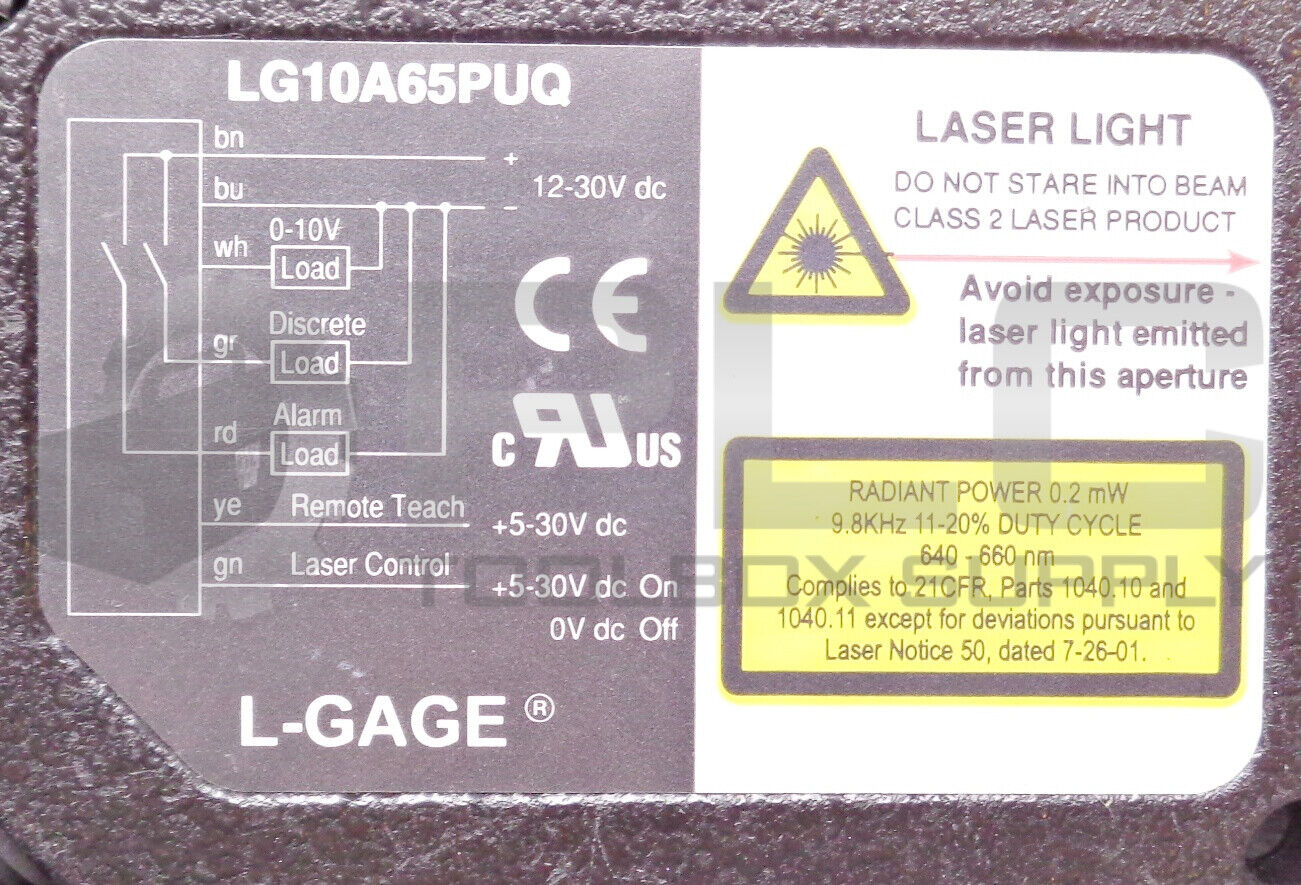 LG10A65PUQ
bn
+
12-30V dc
bu
–
0-10V
wh
Load
Discrete
gr
Load
Alarm
rd
Load
CE
C RU US
ye Remote Teach
+5-30V dc
gn Laser Control
+5-30V dc On
0V dc Off
L-GAGE ®
LASER LIGHT
DO NOT STARE INTO BEAM
CLASS 2 LASER PRODUCT
Avoid exposure -
laser light emitted
from this aperture
RADIANT POWER 0.2 mW
9.8KHz 11-20% DUTY CYCLE
640 - 660 nm
Complies to 21CFR, Parts 1040.10 and
1040.11 except for deviations pursuant to
Laser Notice 50, dated 7-26-01.
PLC
TOOLBOX SUPPLY